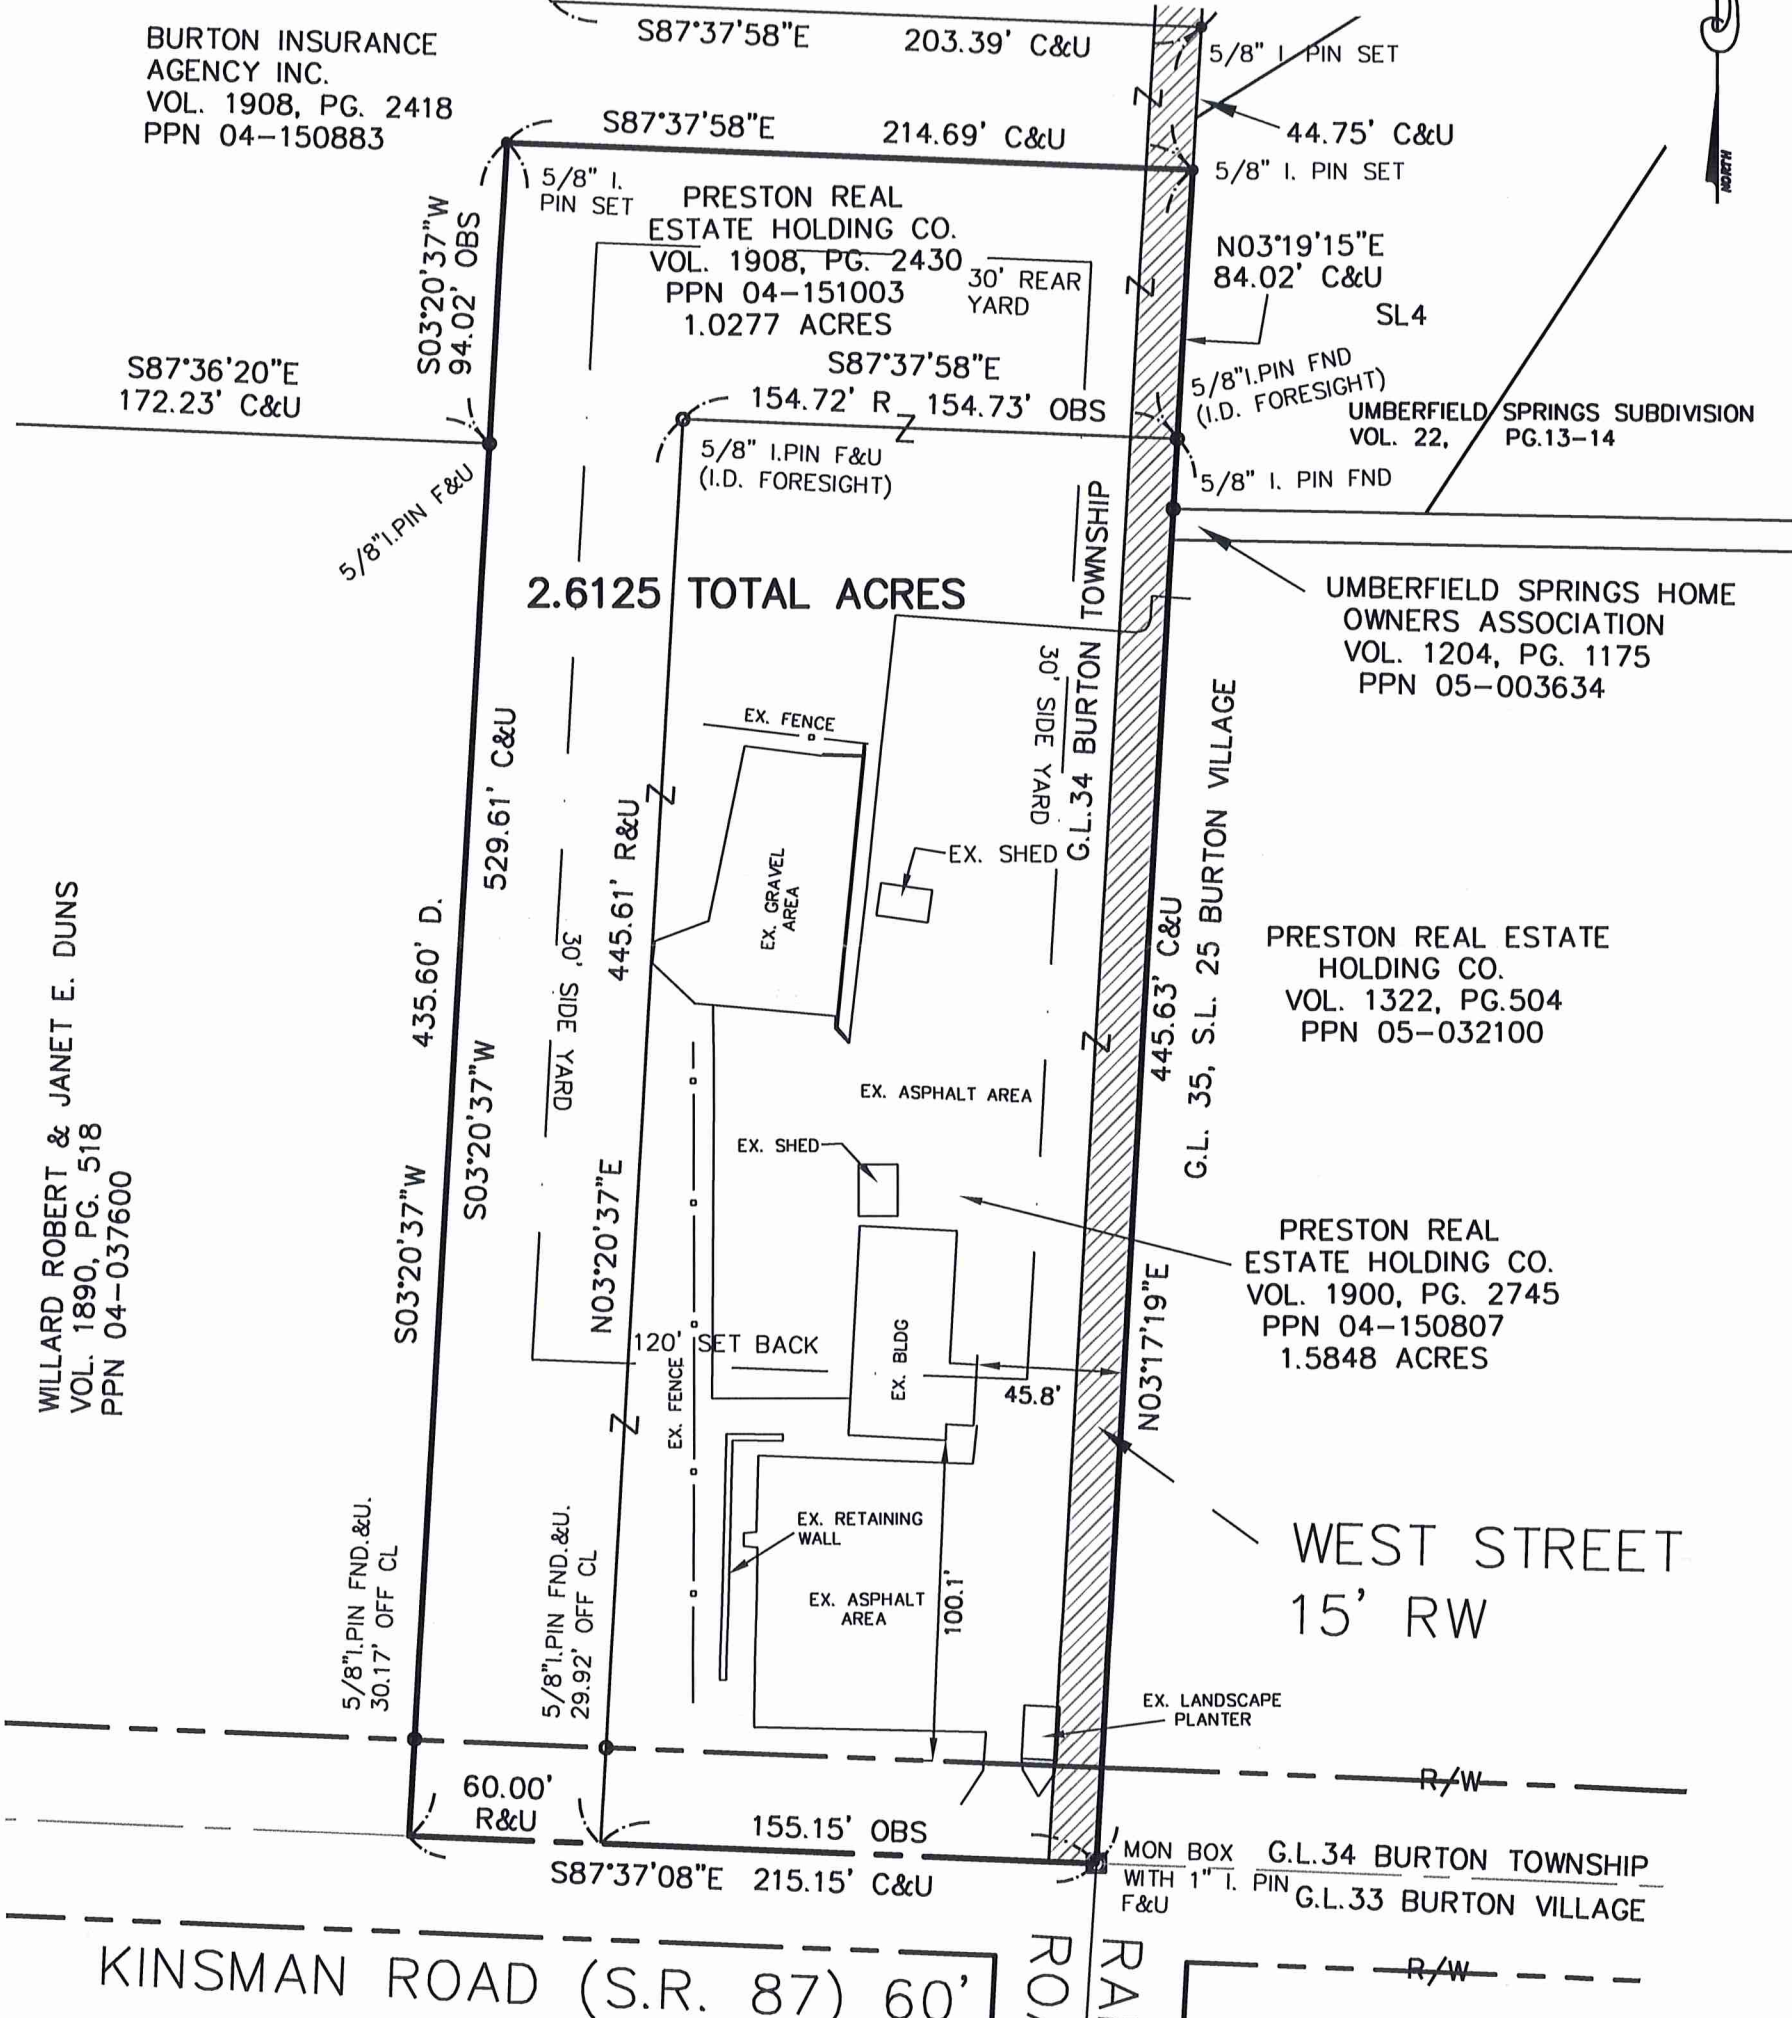 S87°37'58"E 203.39' C&U
BURTON INSURANCE
AGENCY INC.
VOL. 1908, PG. 2418
PPN 04-150883
5/8" I. PIN SET
44.75' C&U
NORTH
S87°37'58"E 214.69' C&U
5/8" I. PIN SET
5/8" I.
PIN SET
PRESTON REAL
ESTATE HOLDING CO.
VOL. 1908, PG. 2430
PPN 04-151003
1.0277 ACRES
30' REAR
YARD
N03°19'15"E
84.02' C&U
SL4
S03°20'37"W
94.02' OBS
S87°36'20"E
172.23' C&U
S87°37'58"E
154.72' R 154.73' OBS
5/8"I.PIN FND
(I.D. FORESIGHT)
UMBERFIELD SPRINGS SUBDIVISION
VOL. 22, PG.13-14
5/8" I.PIN F&U
(I.D. FORESIGHT)
5/8" I. PIN FND
5/8"I.PIN F&U
2.6125 TOTAL ACRES
UMBERFIELD SPRINGS HOME
OWNERS ASSOCIATION
VOL. 1204, PG. 1175
PPN 05-003634
G.L.34 BURTON TOWNSHIP
30' SIDE YARD
G.L. 35, S.L. 25 BURTON VILLAGE
EX. FENCE
EX. GRAVEL
AREA
EX. SHED
529.61' C&U
445.61' R&U
435.60' D.
S03°20'37"W
30' SIDE YARD
WILLARD ROBERT & JANET E. DUNS
VOL. 1890, PG. 518
PPN 04-037600
445.63' C&U
PRESTON REAL ESTATE
HOLDING CO.
VOL. 1322, PG.504
PPN 05-032100
EX. ASPHALT AREA
EX. SHED
S03°20'37"W
N03°20'37"E
PRESTON REAL
ESTATE HOLDING CO.
VOL. 1900, PG. 2745
PPN 04-150807
1.5848 ACRES
N03°17'19"E
120' SET BACK
EX. BLDG
45.8'
EX. FENCE
EX. RETAINING
WALL
EX. ASPHALT
AREA
100.1'
WEST STREET
15' RW
5/8"I.PIN FND.&U.
30.17' OFF CL
5/8"I.PIN FND.&U.
29.92' OFF CL
EX. LANDSCAPE
PLANTER
R/W
60.00'
R&U
155.15' OBS
S87°37'08"E 215.15' C&U
MON BOX
WITH 1" I. PIN
F&U
G.L.34 BURTON TOWNSHIP
G.L.33 BURTON VILLAGE
R/W
KINSMAN ROAD (S.R. 87) 60'
RA
RO